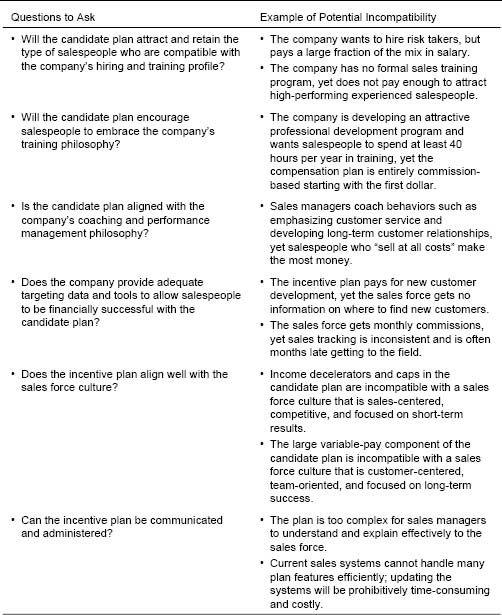 Questions to Ask
Example of Potential Incompatibility
• Will the candidate plan attract and retain the
type of salespeople who are compatible with
the company's hiring and training profile?
• The company wants to hire risk takers, but
pays a large fraction of the mix in salary.
• The company has no formal sales training
program, yet does not pay enough to attract
high-performing experienced salespeople.
• Will the candidate plan encourage
salespeople to embrace the company's
training philosophy?
• The company is developing an attractive
professional development program and
wants salespeople to spend at least 40
hours per year in training, yet the
compensation plan is entirely commission-
based starting with the first dollar.
• Is the candidate plan aligned with the
company's coaching and performance
management philosophy?
• Sales managers coach behaviors such as
emphasizing customer service and
developing long-term customer relationships,
yet salespeople who “sell at all costs” make
the most money.
• Does the company provide adequate
targeting data and tools to allow salespeople
to be financially successful with the
candidate plan?
• The incentive plan pays for new customer
development, yet the sales force gets no
information on where to find new customers.
• The sales force gets monthly commissions,
yet sales tracking is inconsistent and is often
months late getting to the field.
• Does the incentive plan align well with the
sales force culture?
• Income decelerators and caps in the
candidate plan are incompatible with a sales
force culture that is sales-centered,
competitive, and focused on short-term
results.
• The large variable-pay component of the
candidate plan is incompatible with a sales
force culture that is customer-centered,
team-oriented, and focused on long-term
success.
• Can the incentive plan be communicated
and administered?
• The plan is too complex for sales managers
to understand and explain effectively to the
sales force.
• Current sales systems cannot handle many
plan features efficiently; updating the
systems will be prohibitively time-consuming
and costly.